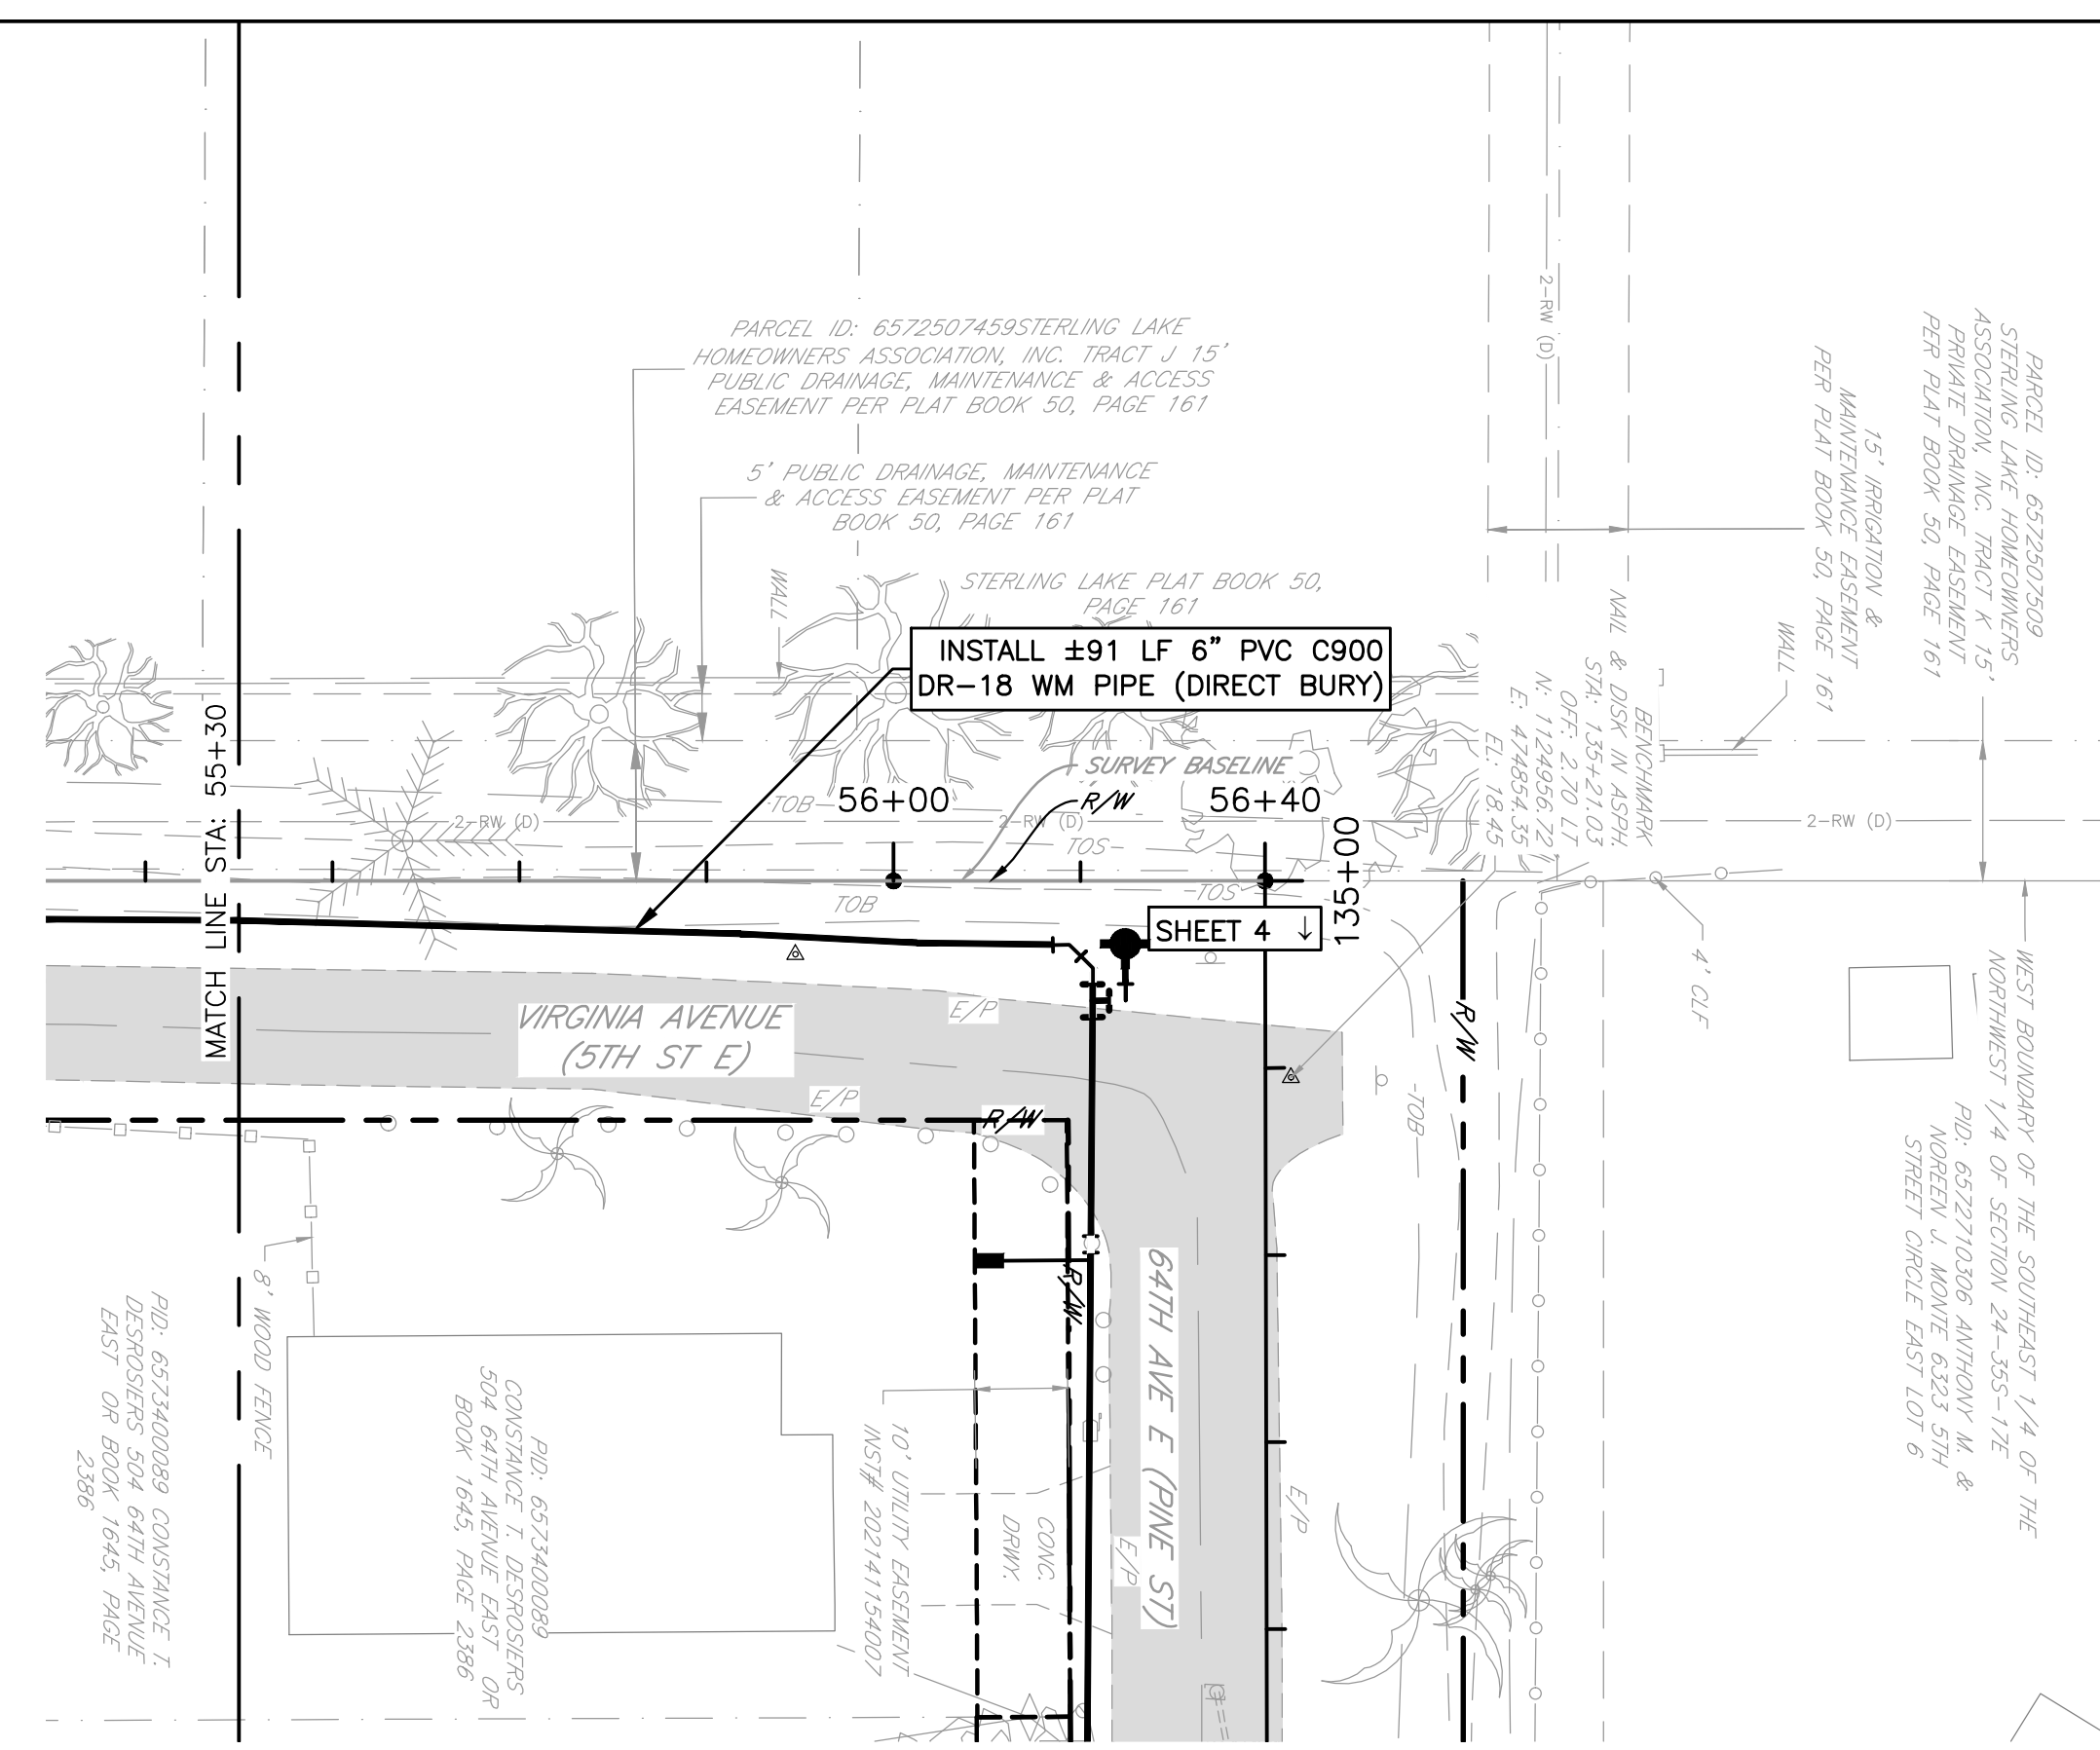 PARCEL ID: 6572507459STERLING LAKE
HOMEOWNERS ASSOCIATION, INC. TRACT J 15'
PUBLIC DRAINAGE, MAINTENANCE & ACCESS
EASEMENT PER PLAT BOOK 50, PAGE 161
5' PUBLIC DRAINAGE, MAINTENANCE
& ACCESS EASEMENT PER PLAT
BOOK 50, PAGE 161
WALL
STERLING LAKE PLAT BOOK 50,
PAGE 161
INSTALL ±91 LF 6" PVC C900
DR-18 WM PIPE (DIRECT BURY)
2-RW (D)
PARCEL ID: 6572507509
STERLING LAKE HOMEOWNERS
ASSOCIATION, INC. TRACT K 15'
PRIVATE DRAINAGE EASEMENT
PER PLAT BOOK 50, PAGE 161
15' IRRIGATION &
MAINTENANCE EASEMENT
PER PLAT BOOK 50, PAGE 161
WALL
BENCHMARK
NAIL & DISK IN ASPH.
STA: 135+21.03
OFF: 2.70 LT
N: 1124956.72
E: 474854.35
EL: 18.45
SURVEY BASELINE
R/W
TOB
56+00
56+40
2-RW (D)
2-RW (D)
2-RW (D)
TOS
TOS
TOB
135+00
MATCH LINE STA: 55+30
SHEET 4 ↓
VIRGINIA AVENUE
(5TH ST E)
E/P
E/P
R/W
R/W
R/W
TOB
4' CLF
WEST BOUNDARY OF THE SOUTHEAST 1/4 OF THE
NORTHWEST 1/4 OF SECTION 24-35S-17E
PID: 6572710306 ANTHONY M. &
NOREEN J. MONTE 6323 5TH
STREET CIRCLE EAST LOT 6
8' WOOD FENCE
PID: 6573400089 CONSTANCE T.
DESROSIERS 504 64TH AVENUE
EAST OR BOOK 1645, PAGE
2386
PID: 6573400089
CONSTANCE T. DESROSIERS
504 64TH AVENUE EAST OR
BOOK 1645, PAGE 2386
10' UTILITY EASEMENT
INST# 202141154007
CONC.
DRWY.
64TH AVE E (PINE ST)
E/P
E/P